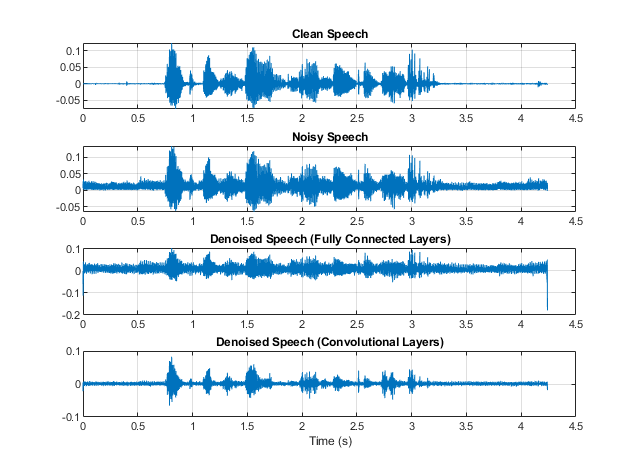 Clean Speech
0.1
0.05
0
-0.05
0 0.5 1 1.5 2 2.5 3 3.5 4 4.5
Noisy Speech
0.1
0.05
0
-0.05
0 0.5 1 1.5 2 2.5 3 3.5 4 4.5
Denoised Speech (Fully Connected Layers)
0.1
0
-0.1
-0.2
0 0.5 1 1.5 2 2.5 3 3.5 4 4.5
Denoised Speech (Convolutional Layers)
0.1
0
-0.1
0 0.5 1 1.5 2 2.5 3 3.5 4 4.5
Time (s)